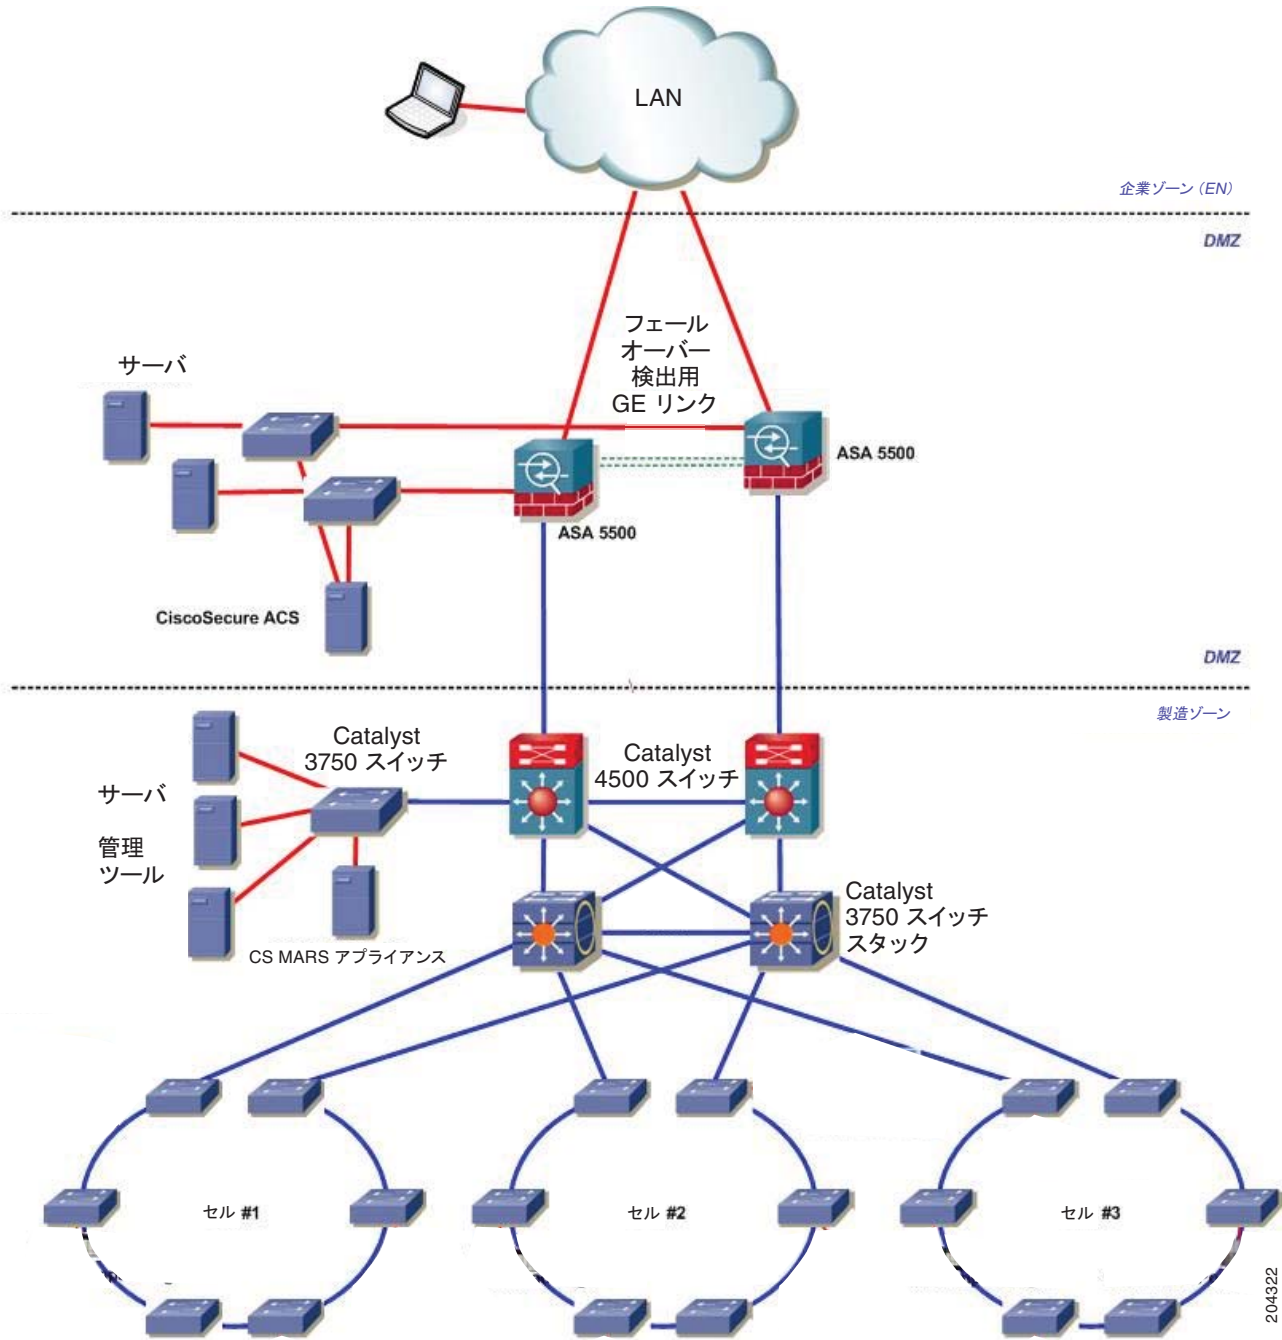 LAN
企業ゾーン (EN)
DMZ
フェール
オーバー
検出用
GE リンク
サーバ
ASA 5500
ASA 5500
CiscoSecure ACS
DMZ
製造ゾーン
Catalyst
3750 スイッチ
Catalyst
4500 スイッチ
サーバ
管理
ツール
Catalyst
3750 スイッチ
スタック
CS MARS アプライアンス
セル #1
セル #2
セル #3
204322